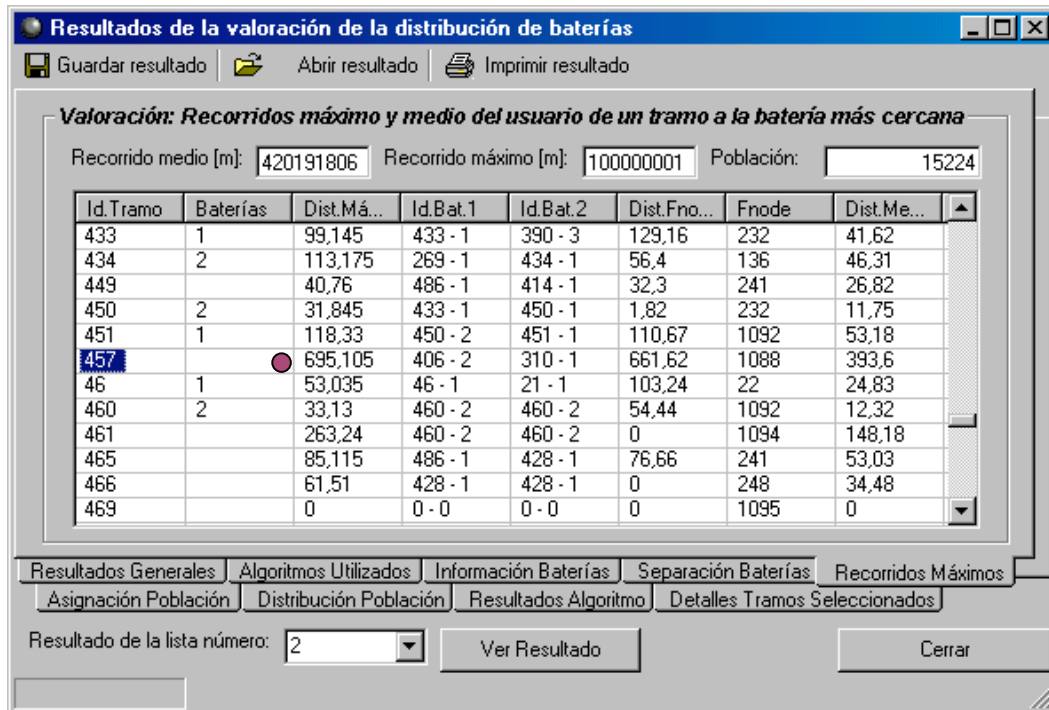 Resultados de la valoración de la distribución de baterías
Guardar resultado Abrir resultado Imprimir resultado
Valoración: Recorridos máximo y medio del usuario de un tramo a la batería más cercana
Recorrido medio [m]: 420191806 Recorrido máximo [m]: 100000001 Población: 15224
Id.Tramo Baterías Dist.Má... Id.Bat.1 Id.Bat.2 Dist.Fno... Fnode Dist.Me...
433 1 99,145 433 - 1 390 - 3 129,16 232 41,62
434 2 113,175 269 - 1 434 - 1 56,4 136 46,31
449 40,76 486 - 1 414 - 1 32,3 241 26,82
450 2 31,845 433 - 1 450 - 1 1,82 232 11,75
451 1 118,33 450 - 2 451 - 1 110,67 1092 53,18
457 695,105 406 - 2 310 - 1 661,62 1088 393,6
46 1 53,035 46 - 1 21 - 1 103,24 22 24,83
460 2 33,13 460 - 2 460 - 2 54,44 1092 12,32
461 263,24 460 - 2 460 - 2 0 1094 148,18
465 85,115 486 - 1 428 - 1 76,66 241 53,03
466 61,51 428 - 1 428 - 1 0 248 34,48
469 0 0 - 0 0 - 0 0 1095 0
Resultados Generales Algoritmos Utilizados Información Baterías Separación Baterías Recorridos Máximos
Asignación Población Distribución Población Resultados Algoritmo Detalles Tramos Seleccionados
Resultado de la lista número: 2 Ver Resultado Cerrar